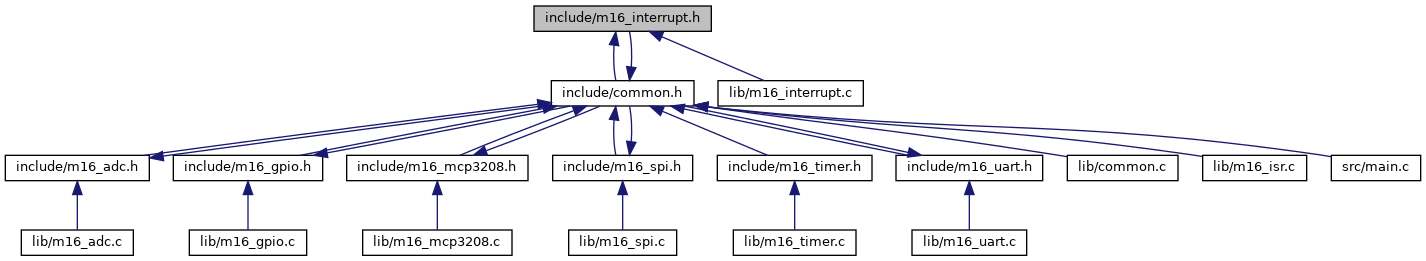 include/m16_interrupt.h
include/common.h
lib/m16_interrupt.c
include/m16_adc.h
include/m16_gpio.h
include/m16_mcp3208.h
include/m16_spi.h
include/m16_timer.h
include/m16_uart.h
lib/common.c
lib/m16_isr.c
src/main.c
lib/m16_adc.c
lib/m16_gpio.c
lib/m16_mcp3208.c
lib/m16_spi.c
lib/m16_timer.c
lib/m16_uart.c